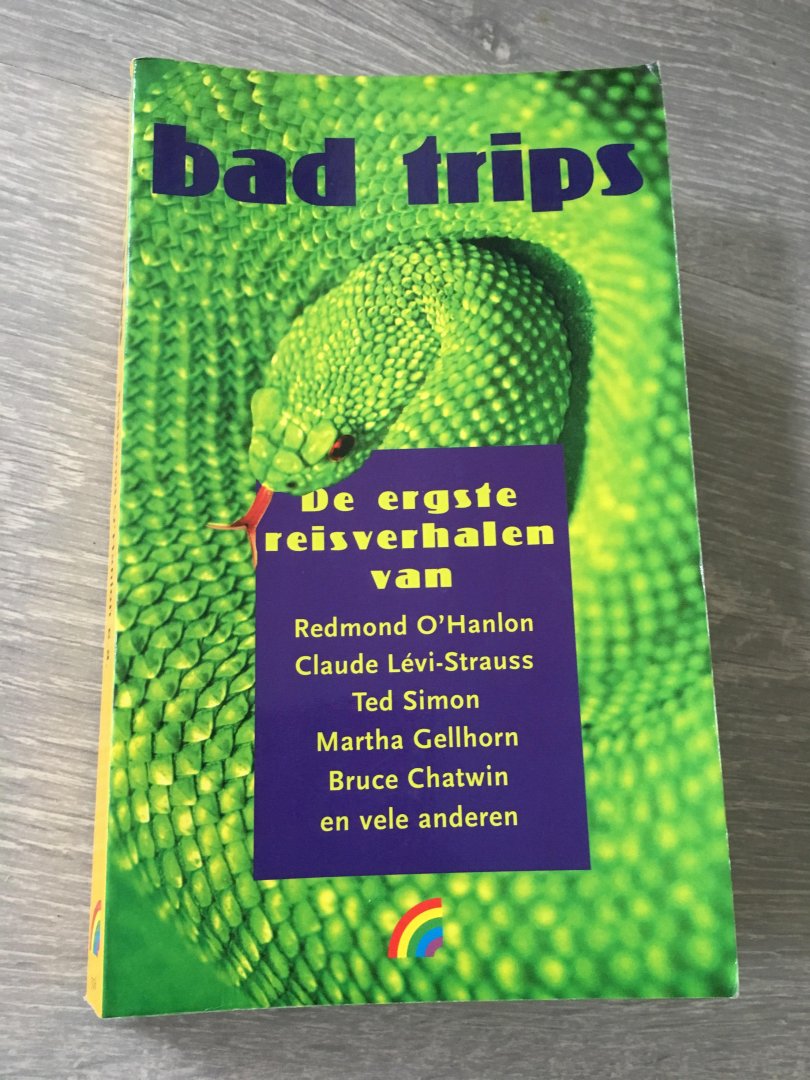 bad trips
De ergste
reisverhalen
van
Redmond O'Hanlon
Claude Lévi-Strauss
Ted Simon
Martha Gellhorn
Bruce Chatwin
en vele anderen